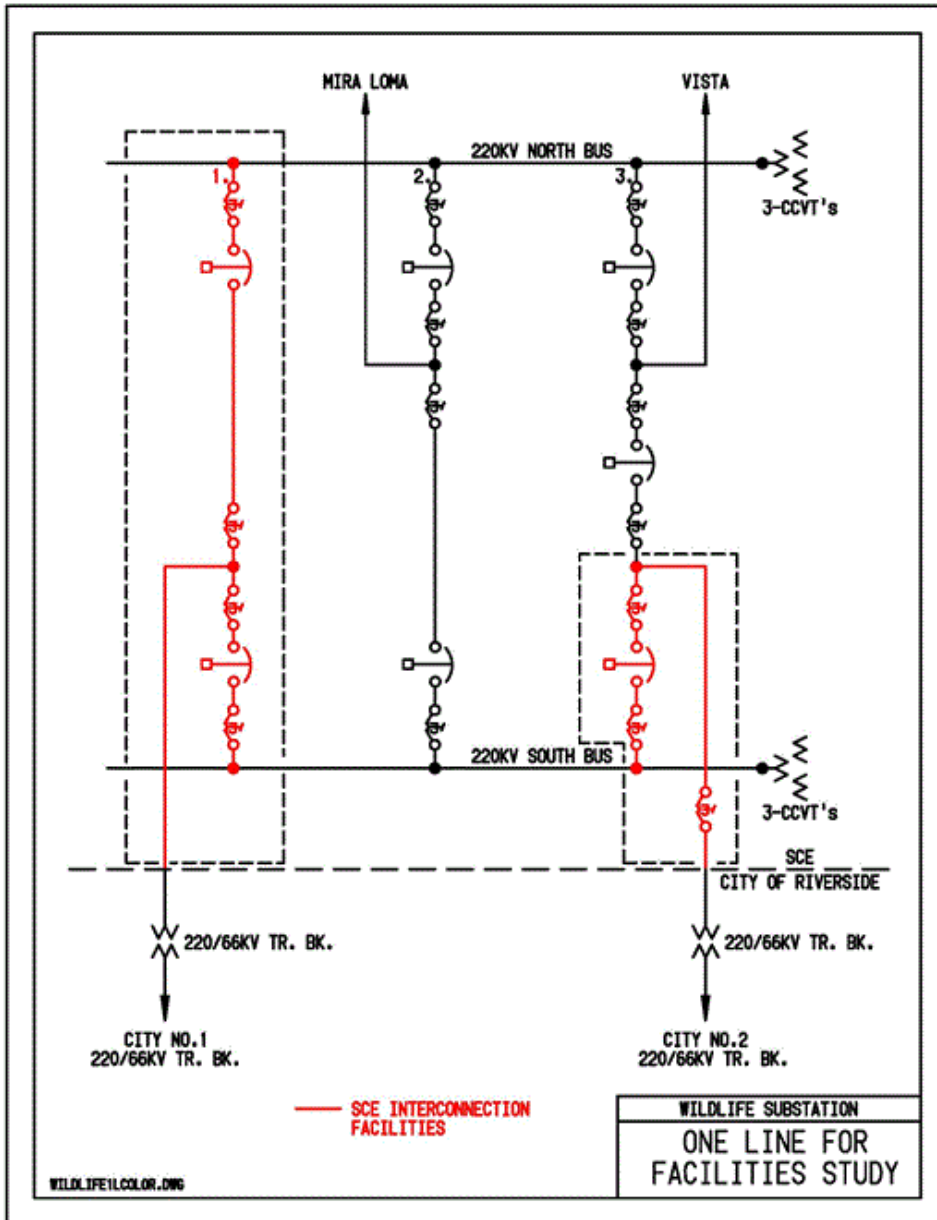 MIRA LOMA
VISTA
220KV NORTH BUS
1.
2.
3.
3-CCVT's
220KV SOUTH BUS
3-CCVT's
SCE
CITY OF RIVERSIDE
220/66KV TR. BK.
220/66KV TR. BK.
CITY NO.1
220/66KV TR. BK.
CITY NO.2
220/66KV TR. BK.
SCE INTERCONNECTION
FACILITIES
WILDLIFE SUBSTATION
ONE LINE FOR
FACILITIES STUDY
WILDLIFE1LCOLOR.DWG